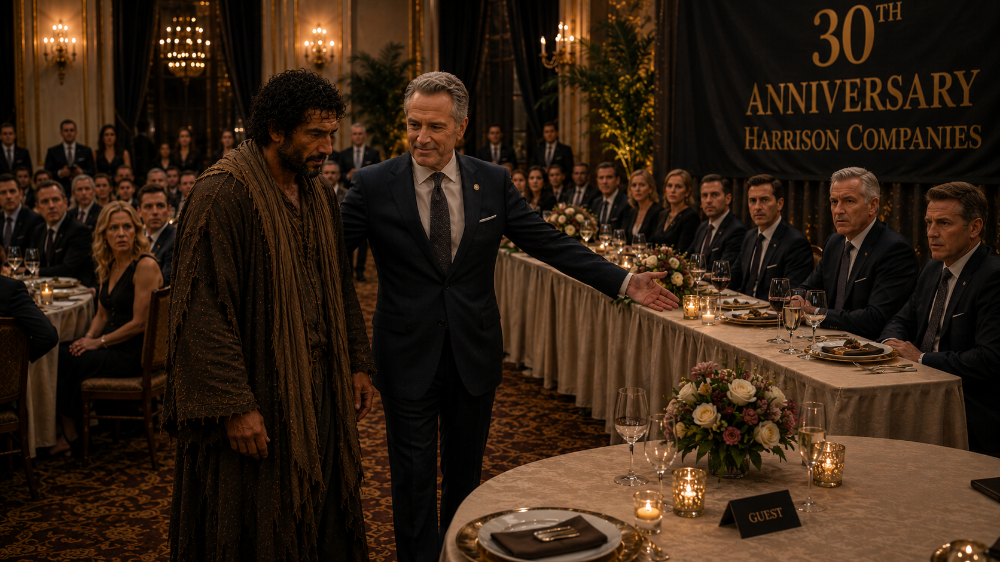 30TH
ANNIVERSARY
HARRISON COMPANIES
GUEST